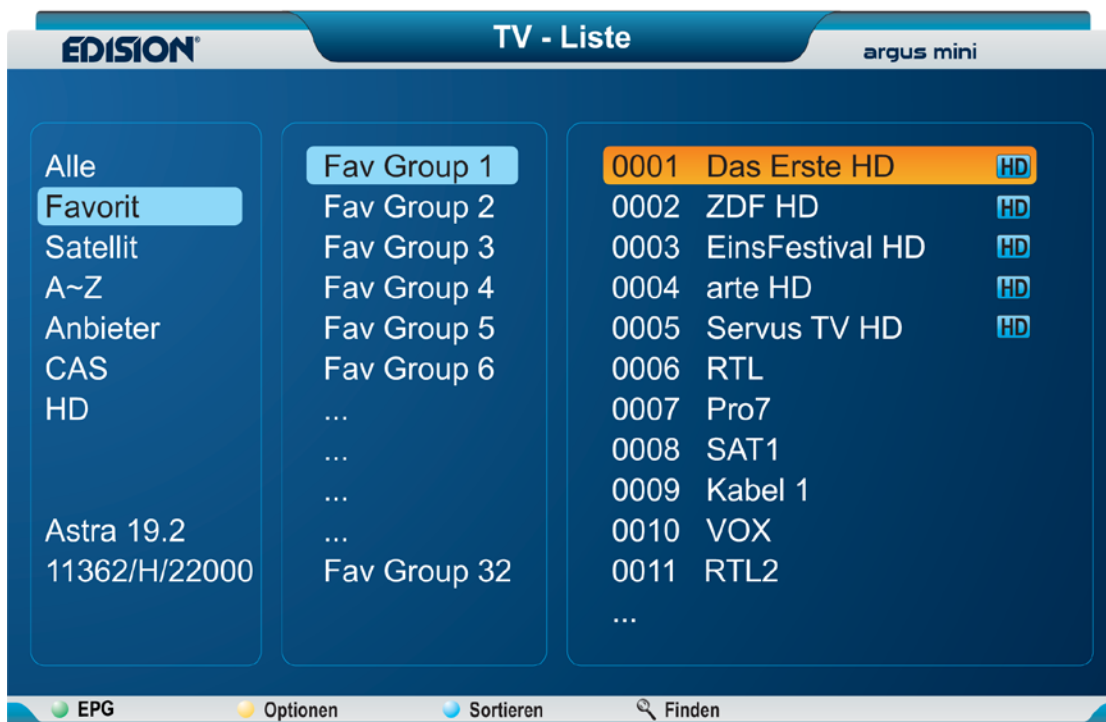 EDISION®
TV - Liste
argus mini
Alle
Favorit
Satellit
A~Z
Anbieter
CAS
HD
Astra 19.2
11362/H/22000
Fav Group 1
Fav Group 2
Fav Group 3
Fav Group 4
Fav Group 5
Fav Group 6
...
...
...
...
Fav Group 32
0001 Das Erste HD HD
0002 ZDF HD HD
0003 EinsFestival HD HD
0004 arte HD HD
0005 Servus TV HD HD
0006 RTL
0007 Pro7
0008 SAT1
0009 Kabel 1
0010 VOX
0011 RTL2
...
EPG Optionen Sortieren Finden